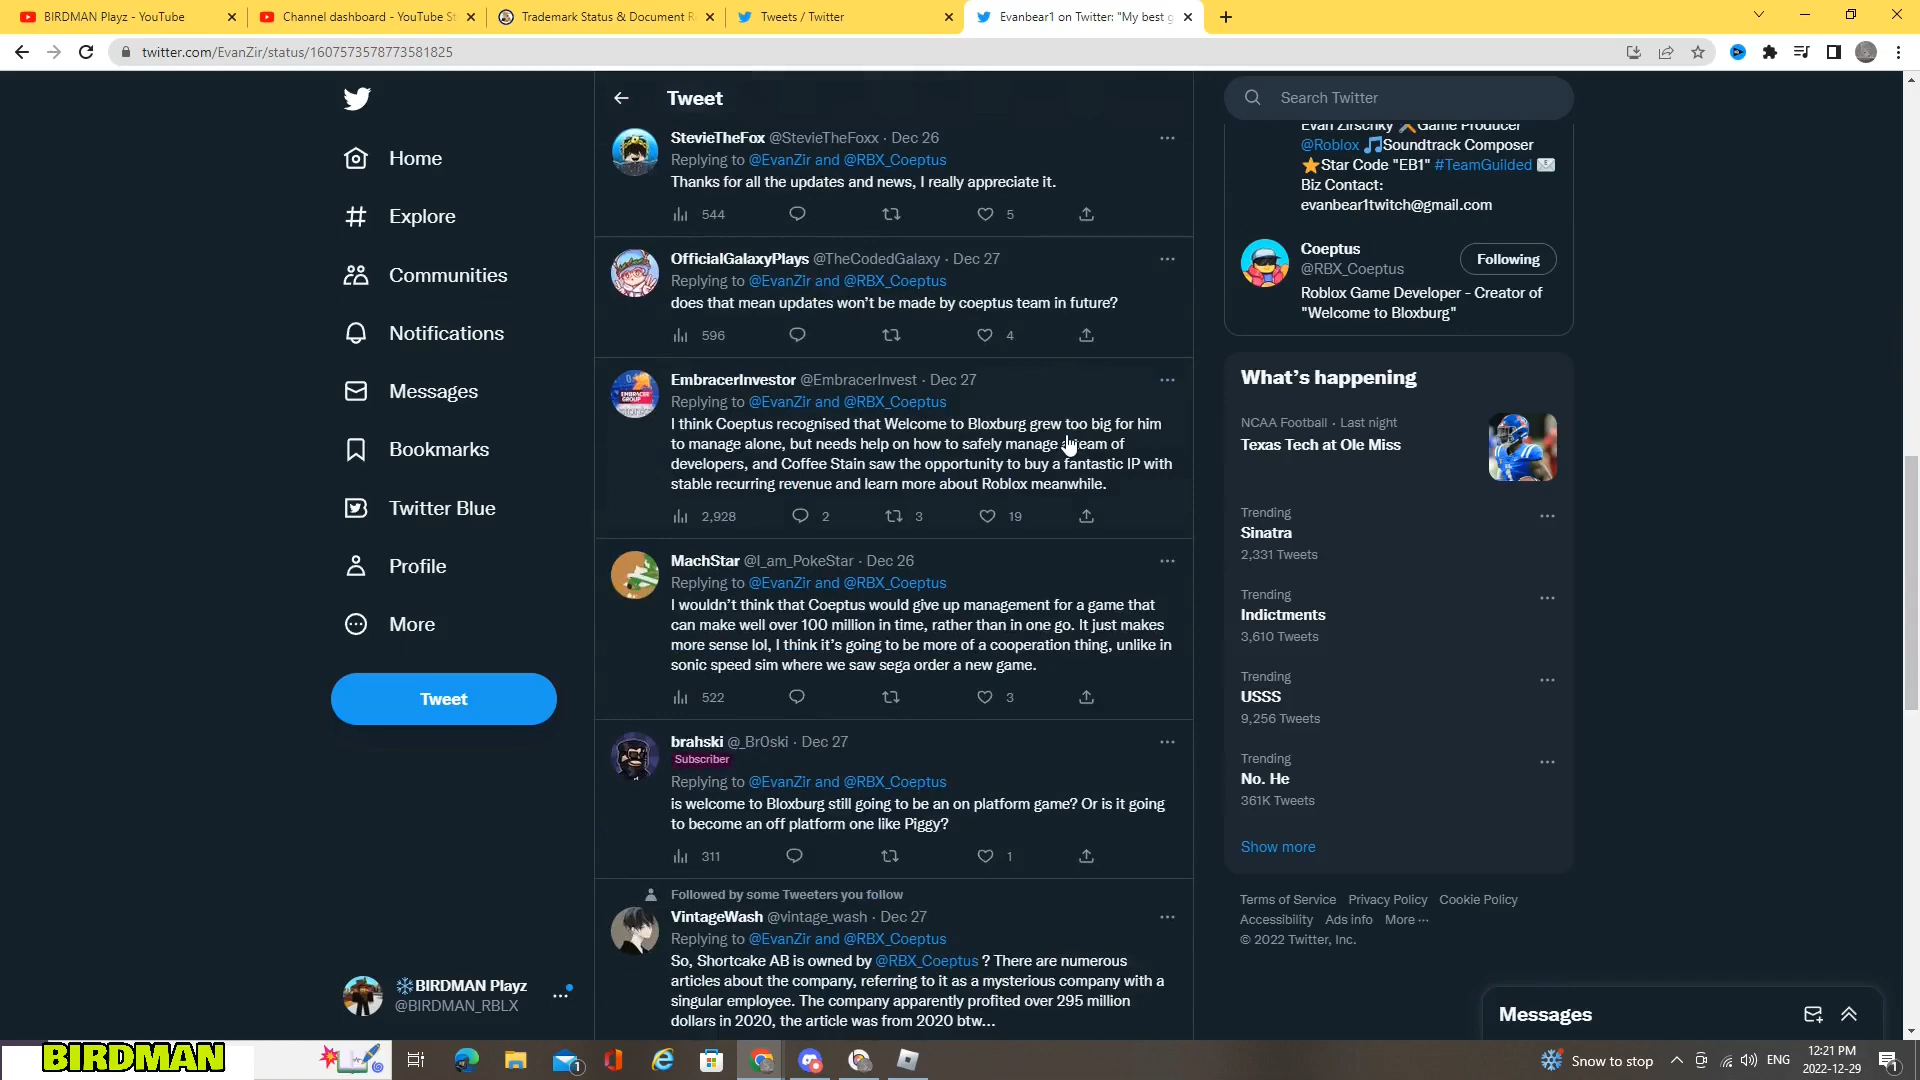 BIRDMAN Playz - YouTube
Channel dashboard - YouTube St
Trademark Status & Document R
Tweets / Twitter
Evanbear1 on Twitter: "My best g
twitter.com/EvanZir/status/1607573578773581825
Home
Explore
Communities
Notifications
Messages
Bookmarks
Twitter Blue
Profile
More
Tweet
❄️BIRDMAN Playz
@BIRDMAN_RBLX
...
Tweet
StevieTheFox @StevieTheFoxx · Dec 26
Replying to @EvanZir and @RBX_Coeptus
Thanks for all the updates and news, I really appreciate it.
544 5
OfficialGalaxyPlays @TheCodedGalaxy · Dec 27
Replying to @EvanZir and @RBX_Coeptus
does that mean updates won't be made by coeptus team in future?
596 4
EmbracerInvestor @EmbracerInvest · Dec 27
Replying to @EvanZir and @RBX_Coeptus
I think Coeptus recognised that Welcome to Bloxburg grew too big for him
to manage alone, but needs help on how to safely manage a team of
developers, and Coffee Stain saw the opportunity to buy a fantastic IP with
stable recurring revenue and learn more about Roblox meanwhile.
2,928 2 3 19
MachStar @I_am_PokeStar · Dec 26
Replying to @EvanZir and @RBX_Coeptus
I wouldn't think that Coeptus would give up management for a game that
can make well over 100 million in time, rather than in one go. It just makes
more sense lol, I think it's going to be more of a cooperation thing, unlike in
sonic speed sim where we saw sega order a new game.
522 3
brahski @_Br0ski · Dec 27
Subscriber
Replying to @EvanZir and @RBX_Coeptus
is welcome to Bloxburg still going to be an on platform game? Or is it going
to become an off platform one like Piggy?
311 1
Followed by some Tweeters you follow
VintageWash @vintage_wash · Dec 27
Replying to @EvanZir and @RBX_Coeptus
So, Shortcake AB is owned by @RBX_Coeptus ? There are numerous
articles about the company, referring to it as a mysterious company with a
singular employee. The company apparently profited over 295 million
dollars in 2020, the article was from 2020 btw...
Search Twitter
Evan Zirschky ⚒️Game Producer
@Roblox 🎵Soundtrack Composer
⭐Star Code "EB1" #TeamGuilded ✉️
Biz Contact:
evanbear1twitch@gmail.com
Coeptus
@RBX_Coeptus
Following
Roblox Game Developer - Creator of
"Welcome to Bloxburg"
What's happening
NCAA Football · Last night
Texas Tech at Ole Miss
Trending
Sinatra
2,331 Tweets
Trending
Indictments
3,610 Tweets
Trending
USSS
9,256 Tweets
Trending
No. He
361K Tweets
Show more
Terms of Service Privacy Policy Cookie Policy
Accessibility Ads info More ···
© 2022 Twitter, Inc.
Messages
BIRDMAN
1
Snow to stop
ENG
12:21 PM
2022-12-29
1